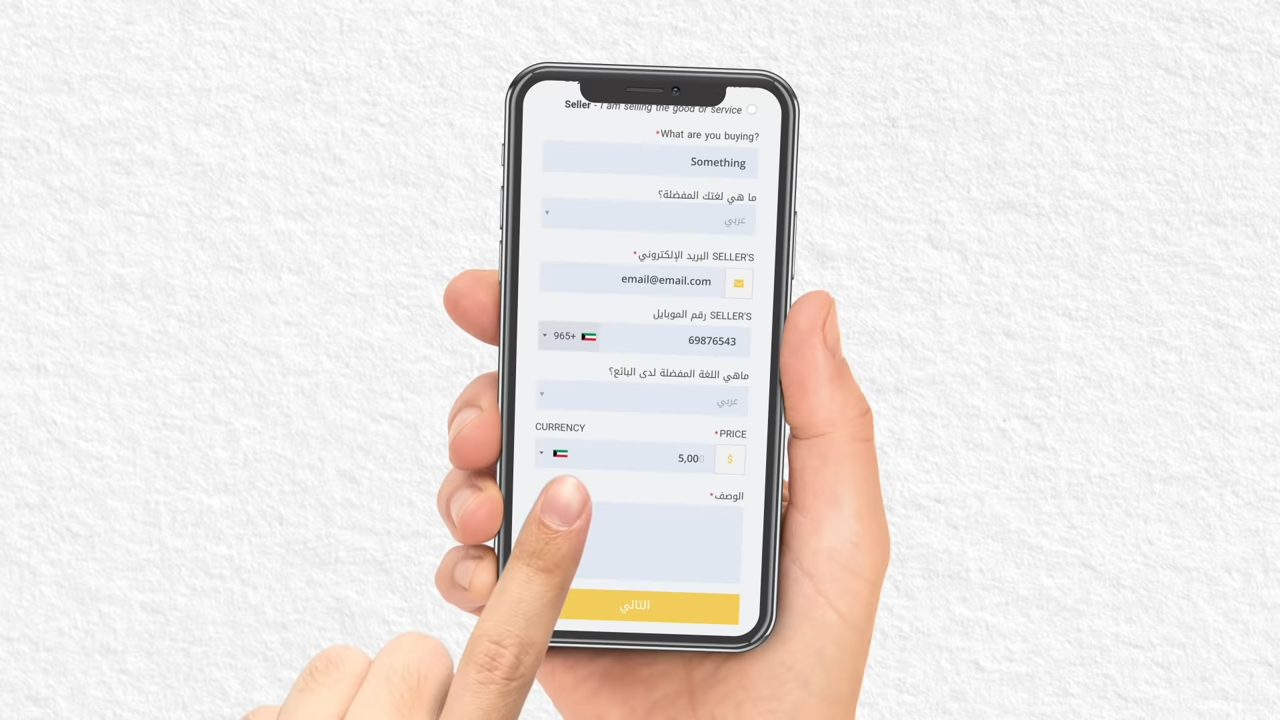 Seller - I am selling the good or service
*What are you buying?
Something
ما هي لغتك المفضلة؟
عربي
SELLER'S البريد الإلكتروني*
email@email.com
SELLER'S رقم الموبايل
965+ 69876543
ماهي اللغة المفضلة لدى البائع؟
عربي
CURRENCY *PRICE
5,000 $
الوصف*
التالي